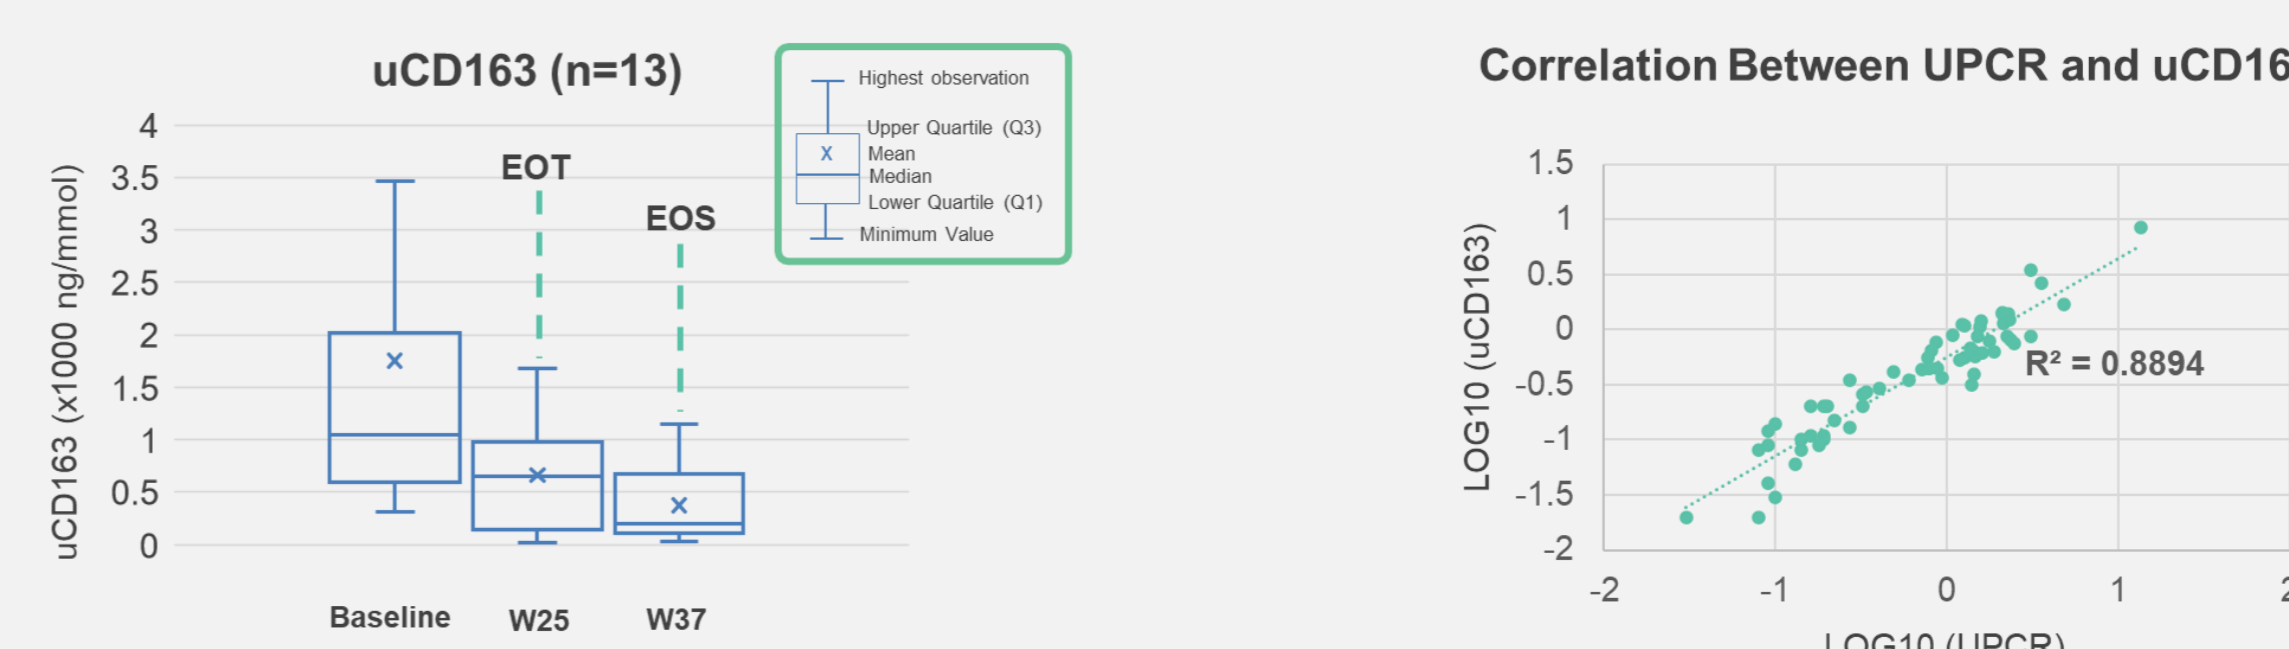 uCD163 (n=13)
Highest observation
Upper Quartile (Q3)
X
Mean
Median
Lower Quartile (Q1)
Minimum Value
uCD163 (x1000 ng/mmol)
4
3.5
3
2.5
2
1.5
1
0.5
0
EOT
EOS
Baseline
W25
W37
Correlation Between UPCR and uCD16
LOG10 (uCD163)
1.5
1
0.5
0
-0.5
-1
-1.5
-2
R² = 0.8894
-2
-1
0
1
2
LOG10 (UPCR)